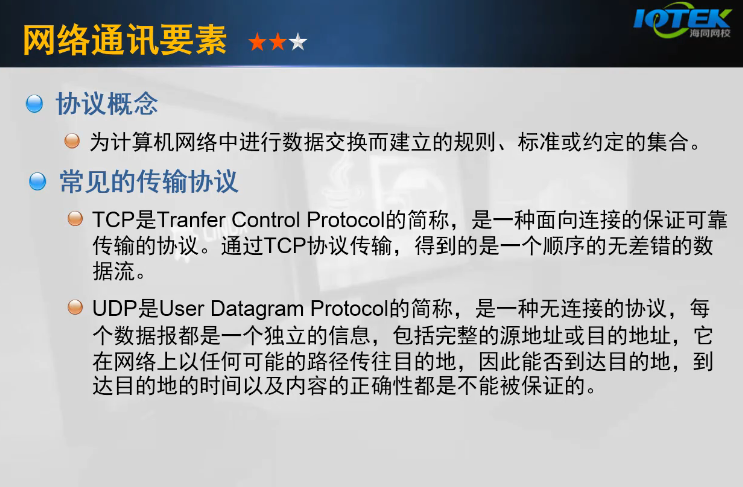 网络通讯要素
IOTEK
海同网校
协议概念
为计算机网络中进行数据交换而建立的规则、标准或约定的集合。
常见的传输协议
TCP是Tranfer Control Protocol的简称，是一种面向连接的保证可靠
传输的协议。通过TCP协议传输，得到的是一个顺序的无差错的数
据流。
UDP是User Datagram Protocol的简称，是一种无连接的协议，每
个数据报都是一个独立的信息，包括完整的源地址或目的地址，它
在网络上以任何可能的路径传往目的地，因此能否到达目的地，到
达目的地的时间以及内容的正确性都是不能被保证的。